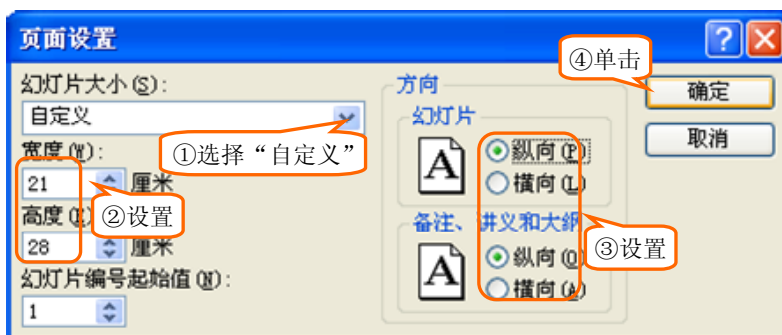 页面设置
④单击
幻灯片大小(S):
自定义
①选择“自定义”
宽度(W):
21 厘米
②设置
高度
28 厘米
幻灯片编号起始值(N):
1
方向
幻灯片
A
纵向(P)
横向(L)
备注、讲义和大纲
③设置
A
纵向(O)
横向(A)
确定
取消